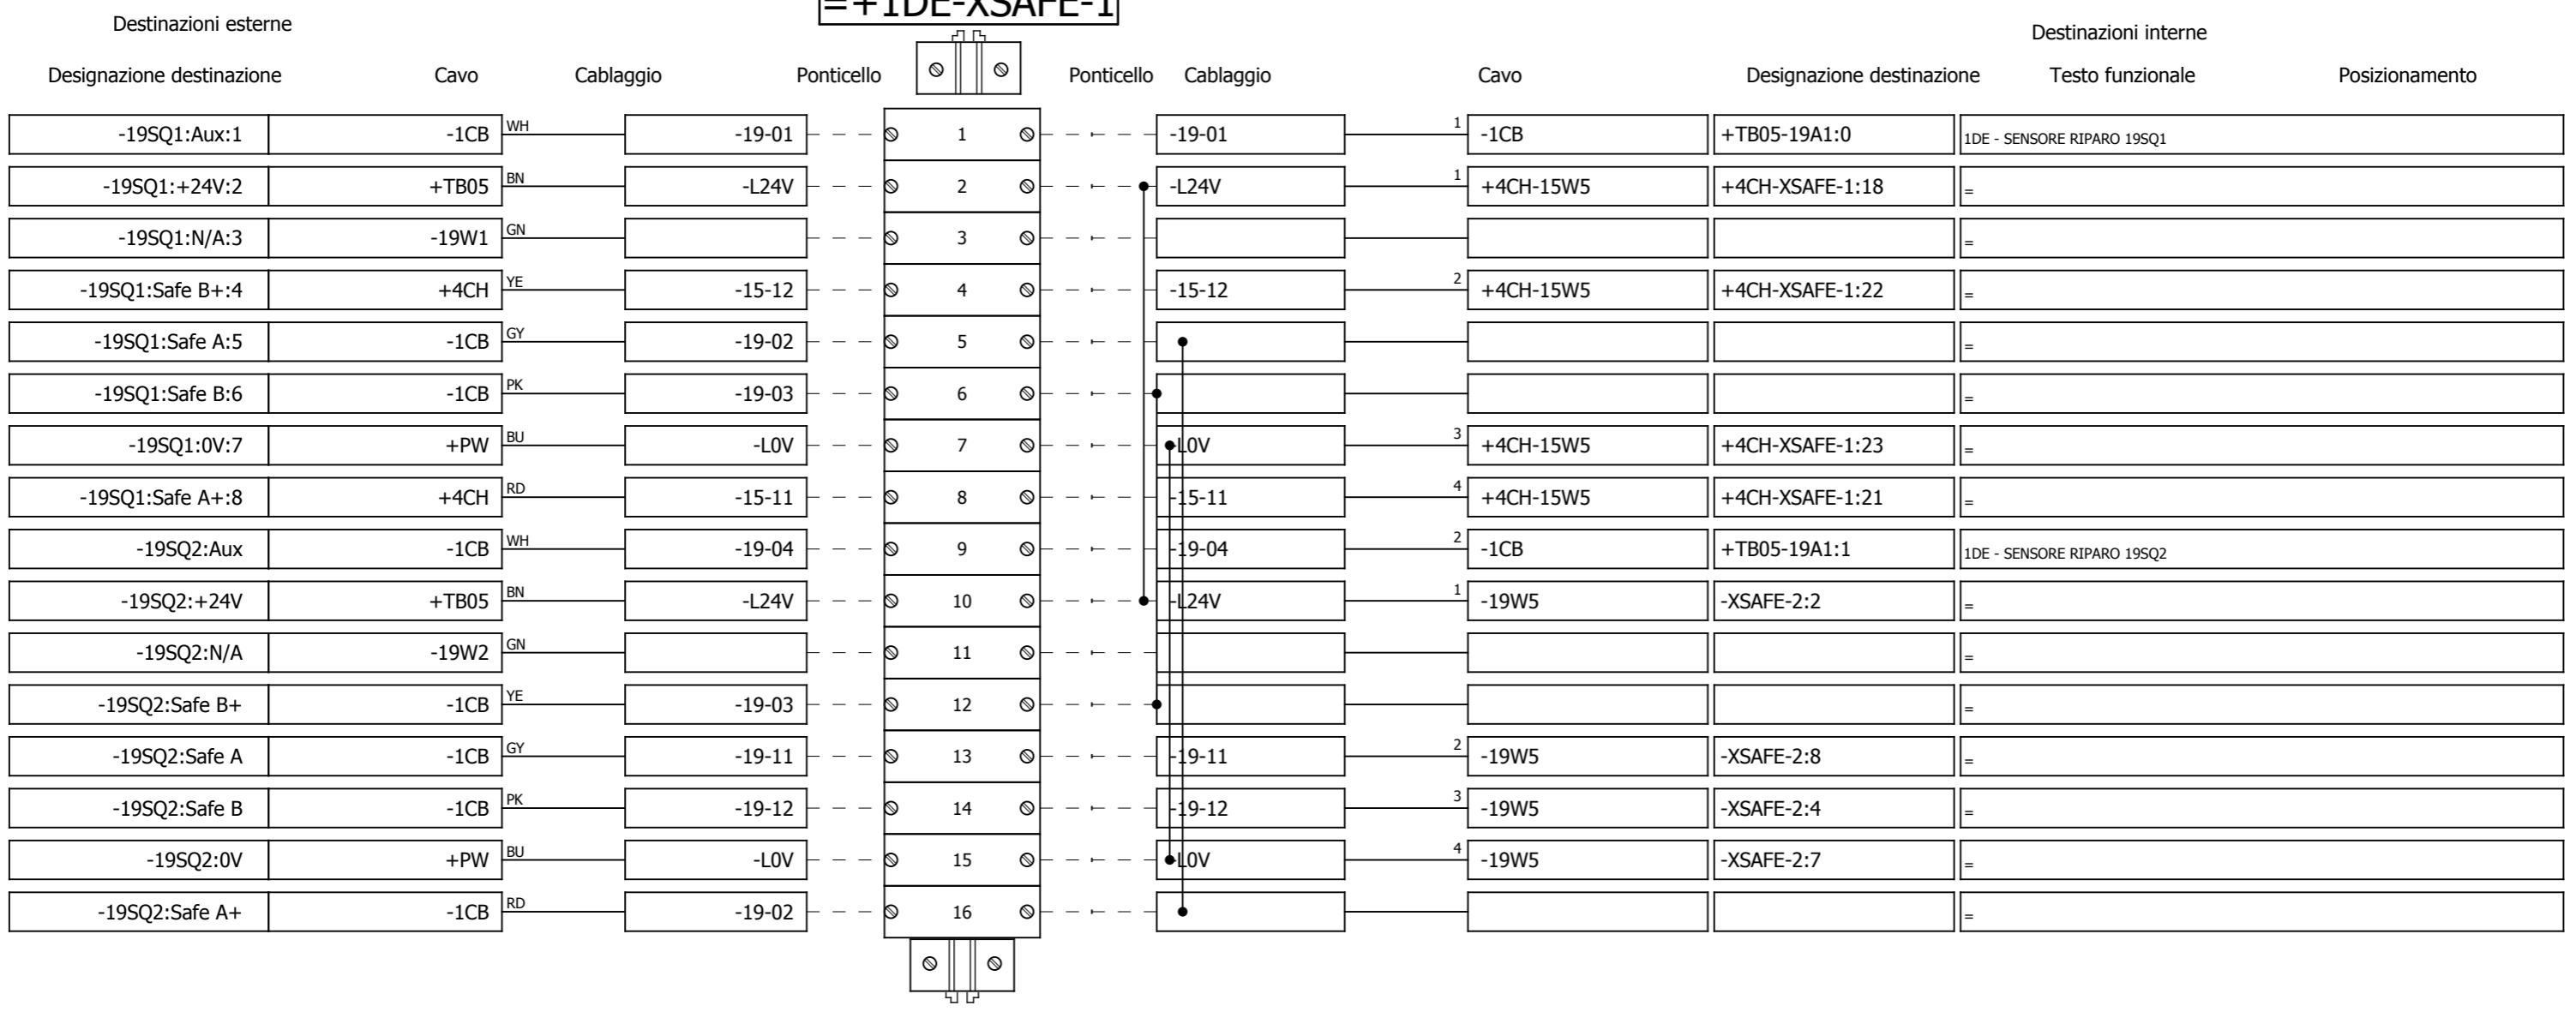 =+1DE-XSAFE-1
Destinazioni esterne Destinazioni interne
Designazione destinazione Cavo Cablaggio Ponticello Ponticello Cablaggio Cavo Designazione destinazione Testo funzionale Posizionamento
-19SQ1:Aux:1 -1CB WH -19-01 1 -19-01 1 -1CB +TB05-19A1:0 1DE - SENSORE RIPARO 19SQ1
-19SQ1:+24V:2 +TB05 BN -L24V 2 -L24V 1 +4CH-15W5 +4CH-XSAFE-1:18 =
-19SQ1:N/A:3 -19W1 GN 3 =
-19SQ1:Safe B+:4 +4CH YE -15-12 4 -15-12 2 +4CH-15W5 +4CH-XSAFE-1:22 =
-19SQ1:Safe A:5 -1CB GY -19-02 5 =
-19SQ1:Safe B:6 -1CB PK -19-03 6 =
-19SQ1:0V:7 +PW BU -L0V 7 -L0V 3 +4CH-15W5 +4CH-XSAFE-1:23 =
-19SQ1:Safe A+:8 +4CH RD -15-11 8 -15-11 4 +4CH-15W5 +4CH-XSAFE-1:21 =
-19SQ2:Aux -1CB WH -19-04 9 -19-04 2 -1CB +TB05-19A1:1 1DE - SENSORE RIPARO 19SQ2
-19SQ2:+24V +TB05 BN -L24V 10 -L24V 1 -19W5 -XSAFE-2:2 =
-19SQ2:N/A -19W2 GN 11 =
-19SQ2:Safe B+ -1CB YE -19-03 12 =
-19SQ2:Safe A -1CB GY -19-11 13 -19-11 2 -19W5 -XSAFE-2:8 =
-19SQ2:Safe B -1CB PK -19-12 14 -19-12 3 -19W5 -XSAFE-2:4 =
-19SQ2:0V +PW BU -L0V 15 -L0V 4 -19W5 -XSAFE-2:7 =
-19SQ2:Safe A+ -1CB RD -19-02 16 =